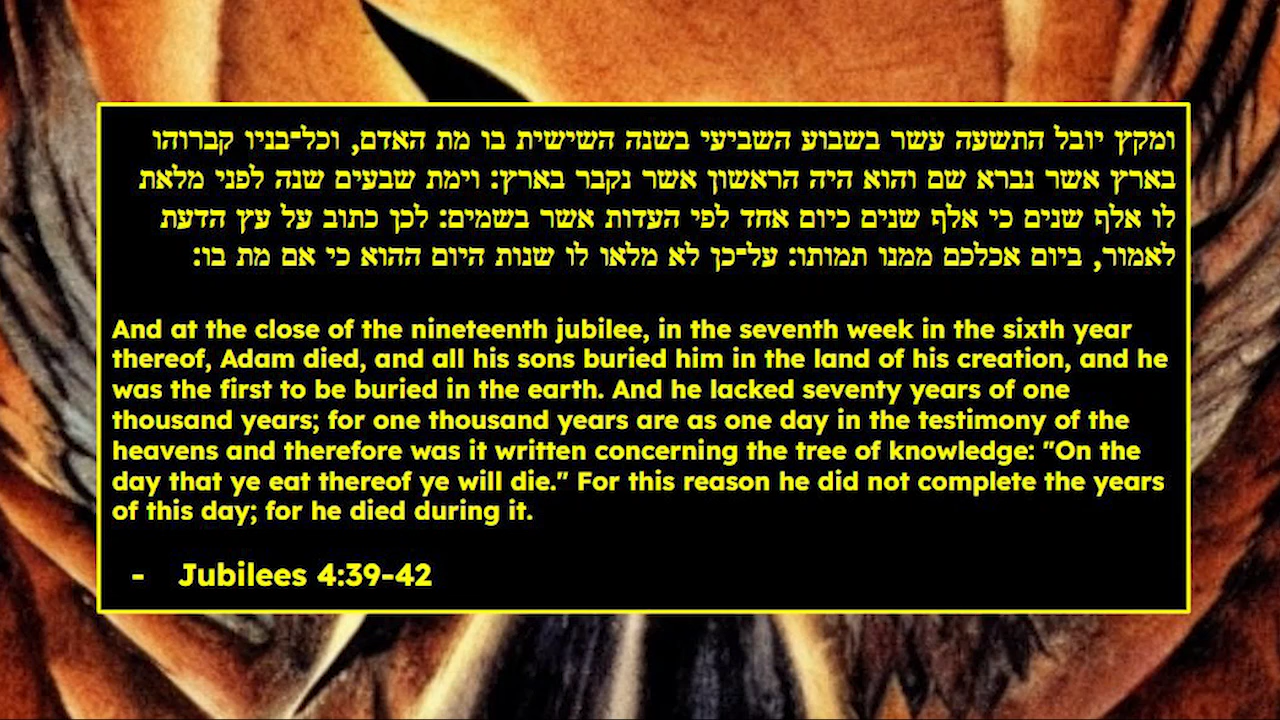 ומקץ יובל התשעה עשר בשבוע השביעי בשנה השישית בו מת האדם, וכל־בניו קברוהו
בארץ אשר נברא שם והוא היה הראשון אשר נקבר בארץ: וימת שבעים שנה לפני מלאת
לו אלף שנים כי אלף שנים כיום אחד לפי העדות אשר בשמים: לכן כתוב על עץ הדעת
לאמור, ביום אכלכם ממנו תמותו: על־כן לא מלאו לו שנות היום ההוא כי אם מת בו:
And at the close of the nineteenth jubilee, in the seventh week in the sixth year
thereof, Adam died, and all his sons buried him in the land of his creation, and he
was the first to be buried in the earth. And he lacked seventy years of one
thousand years; for one thousand years are as one day in the testimony of the
heavens and therefore was it written concerning the tree of knowledge: "On the
day that ye eat thereof ye will die." For this reason he did not complete the years
of this day; for he died during it.
- Jubilees 4:39-42